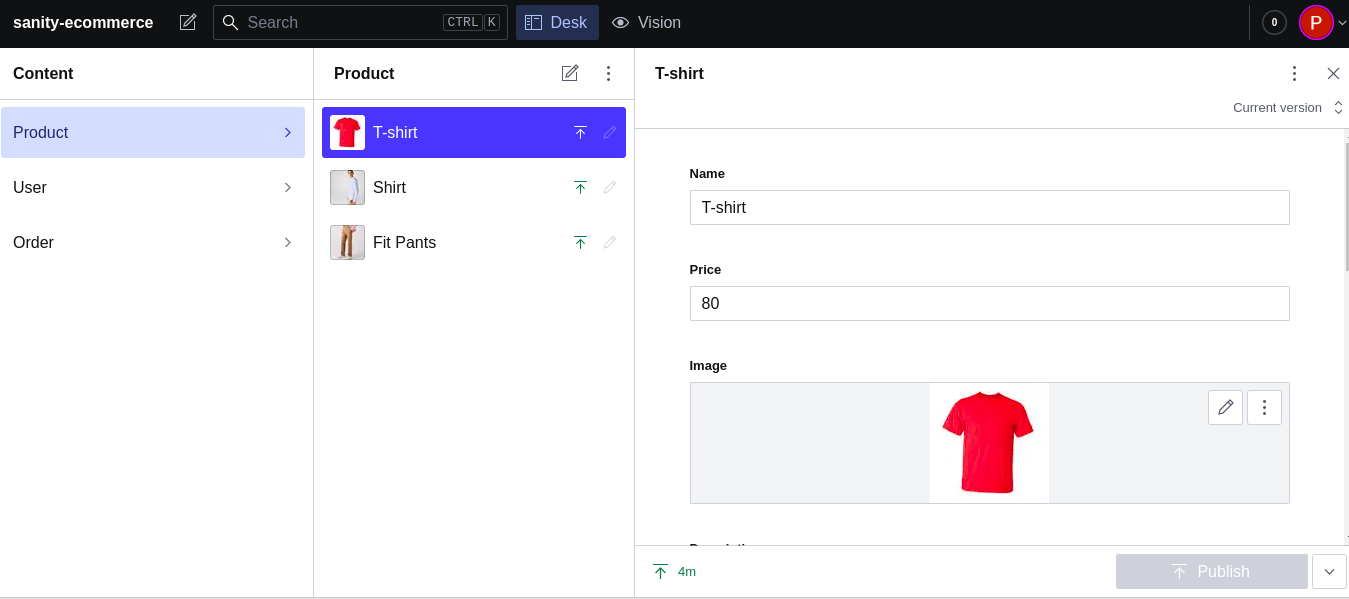 sanity-ecommerce
Search CTRL K
Desk
Vision
0
P
Content
Product
User
Order
Product
T-shirt
Shirt
Fit Pants
T-shirt
Current version
Name
T-shirt
Price
80
Image
4m
Publish